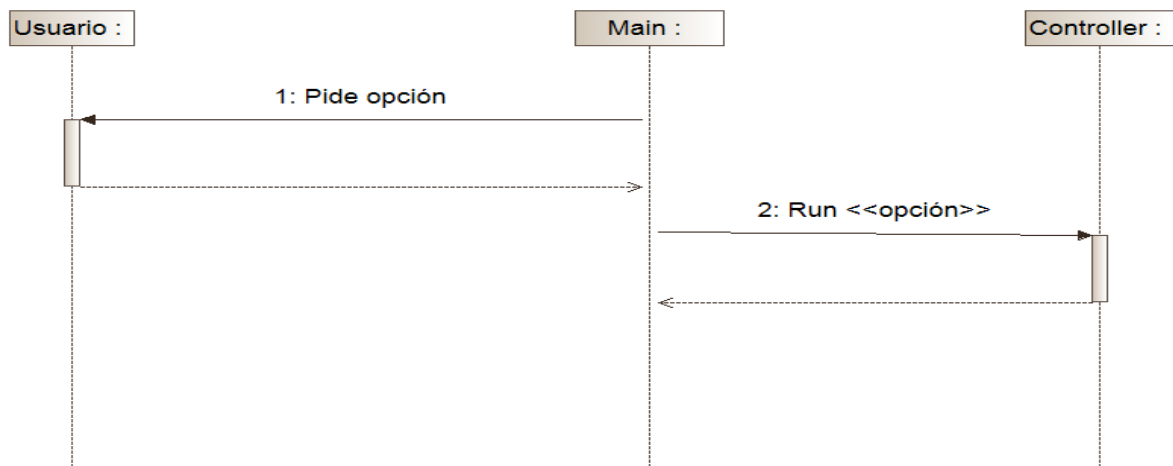 Usuario :
Main :
Controller :
1: Pide opción
2: Run <<opción>>